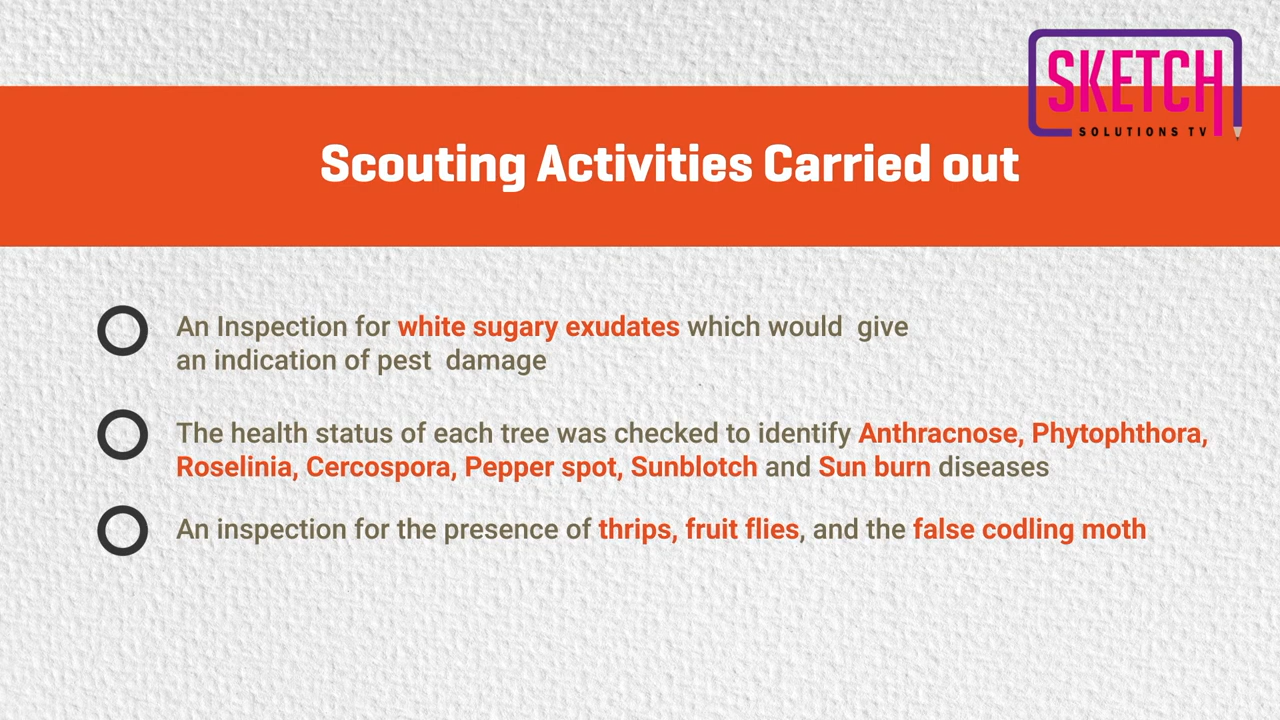 SKETCH
SOLUTIONS TV
Scouting Activities Carried out
An Inspection for white sugary exudates which would give
an indication of pest damage
The health status of each tree was checked to identify Anthracnose, Phytophthora,
Roselinia, Cercospora, Pepper spot, Sunblotch and Sun burn diseases
An inspection for the presence of thrips, fruit flies, and the false codling moth